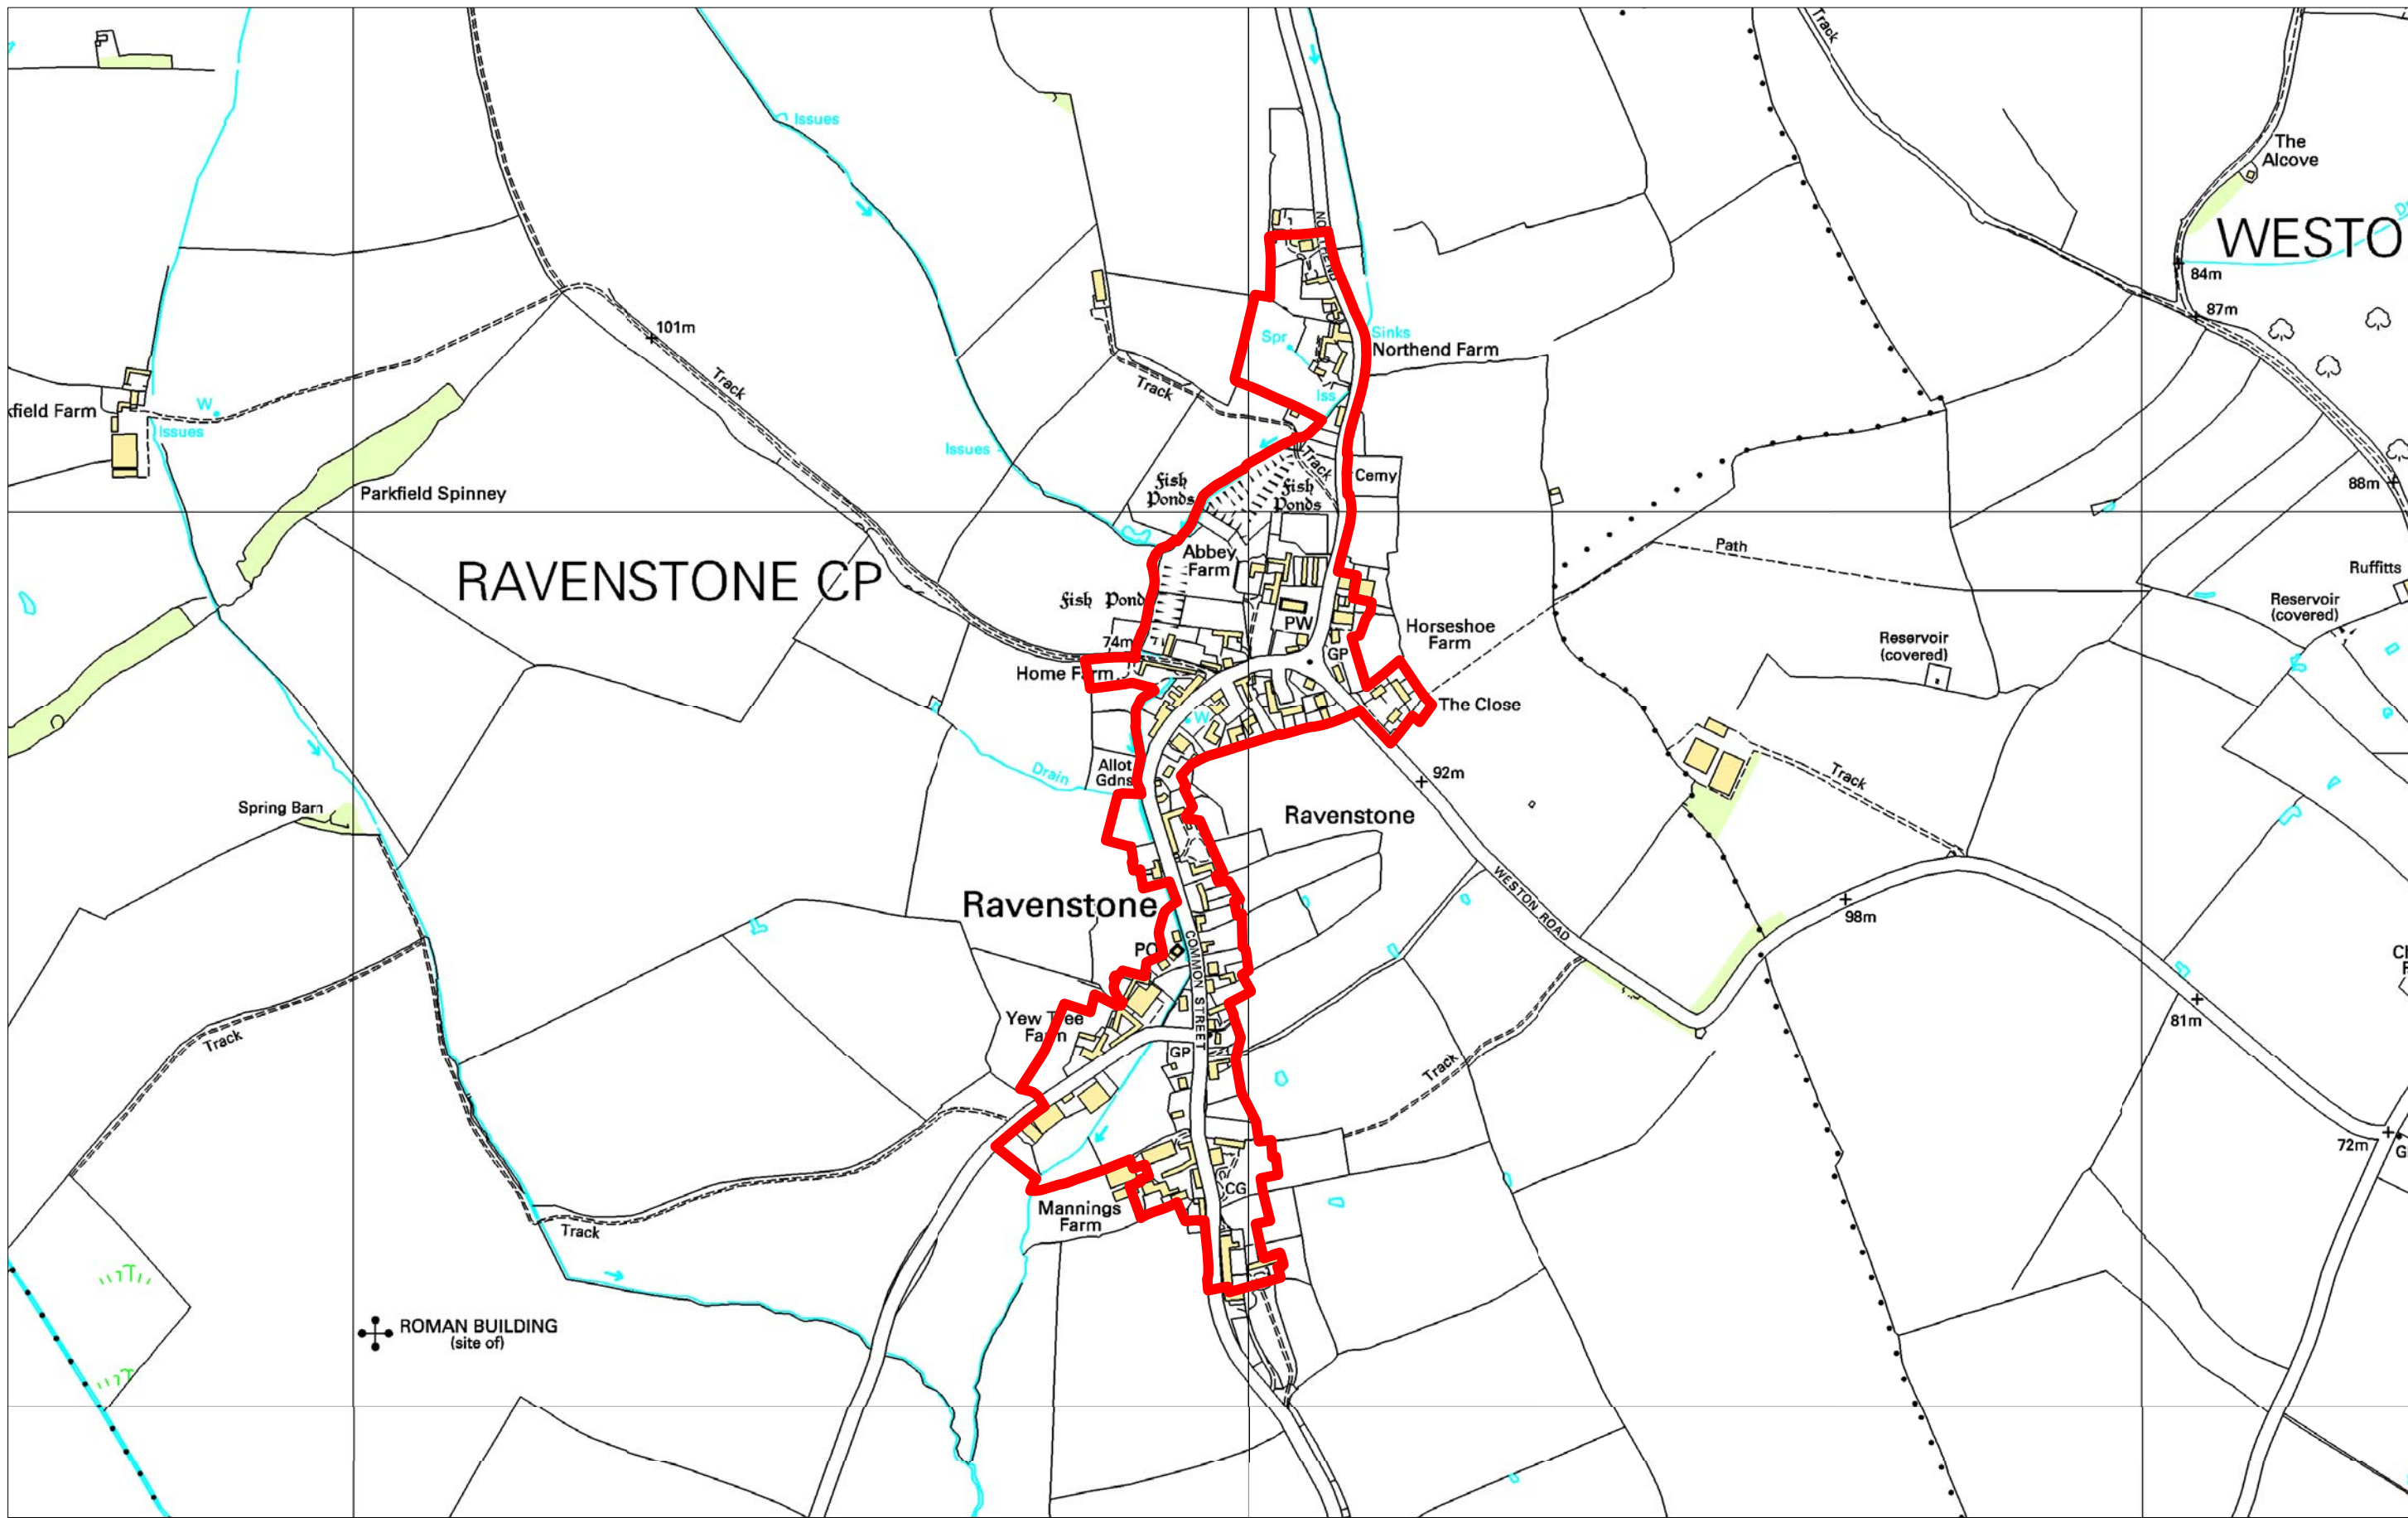 Track
Issues
The
Alcove
WESTO
84m
87m
101m
Spr
Sinks
Northend Farm
Track
Track
Iss
kfield Farm
W
Issues
Issues
Parkfield Spinney
Fish
Ponds
Fish
Ponds
Track
Cemy
88m
RAVENSTONE CP
Abbey
Farm
Path
Ruffitts
Fish Pond
PW
Horseshoe
Farm
Reservoir
(covered)
Reservoir
(covered)
74m
GP
Home Farm
The Close
W
Allot
Gdns
Drain
92m
Track
Spring Barn
Ravenstone
WESTON ROAD
Ravenstone
98m
PO
COMMON STREET
Yew Tree
Farm
81m
Track
GP
Track
72m
CG
Mannings
Farm
Track
ROMAN BUILDING
(site of)